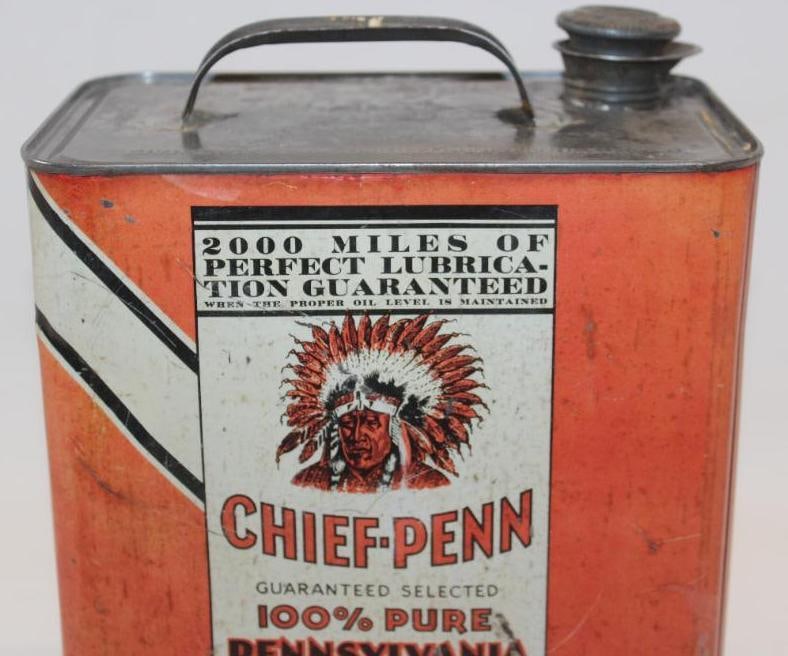 2000 MILES OF
PERFECT LUBRICA-
TION GUARANTEED
WHEN THE PROPER OIL LEVEL IS MAINTAINED
CHIEF-PENN
GUARANTEED SELECTED
100% PURE
PENNSYLVANIA